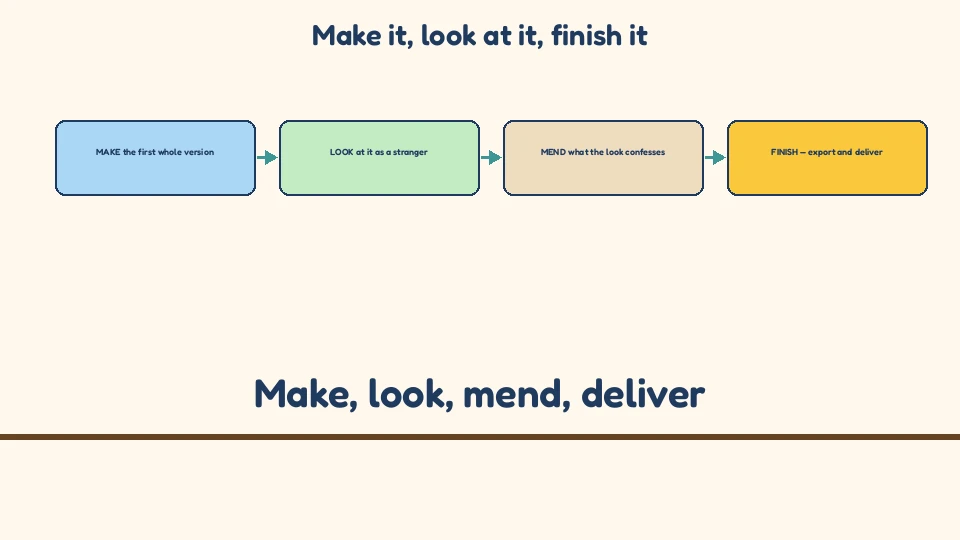 Make it, look at it, finish it
MAKE the first whole version
LOOK at it as a stranger
MEND what the look confesses
FINISH — export and deliver
Make, look, mend, deliver